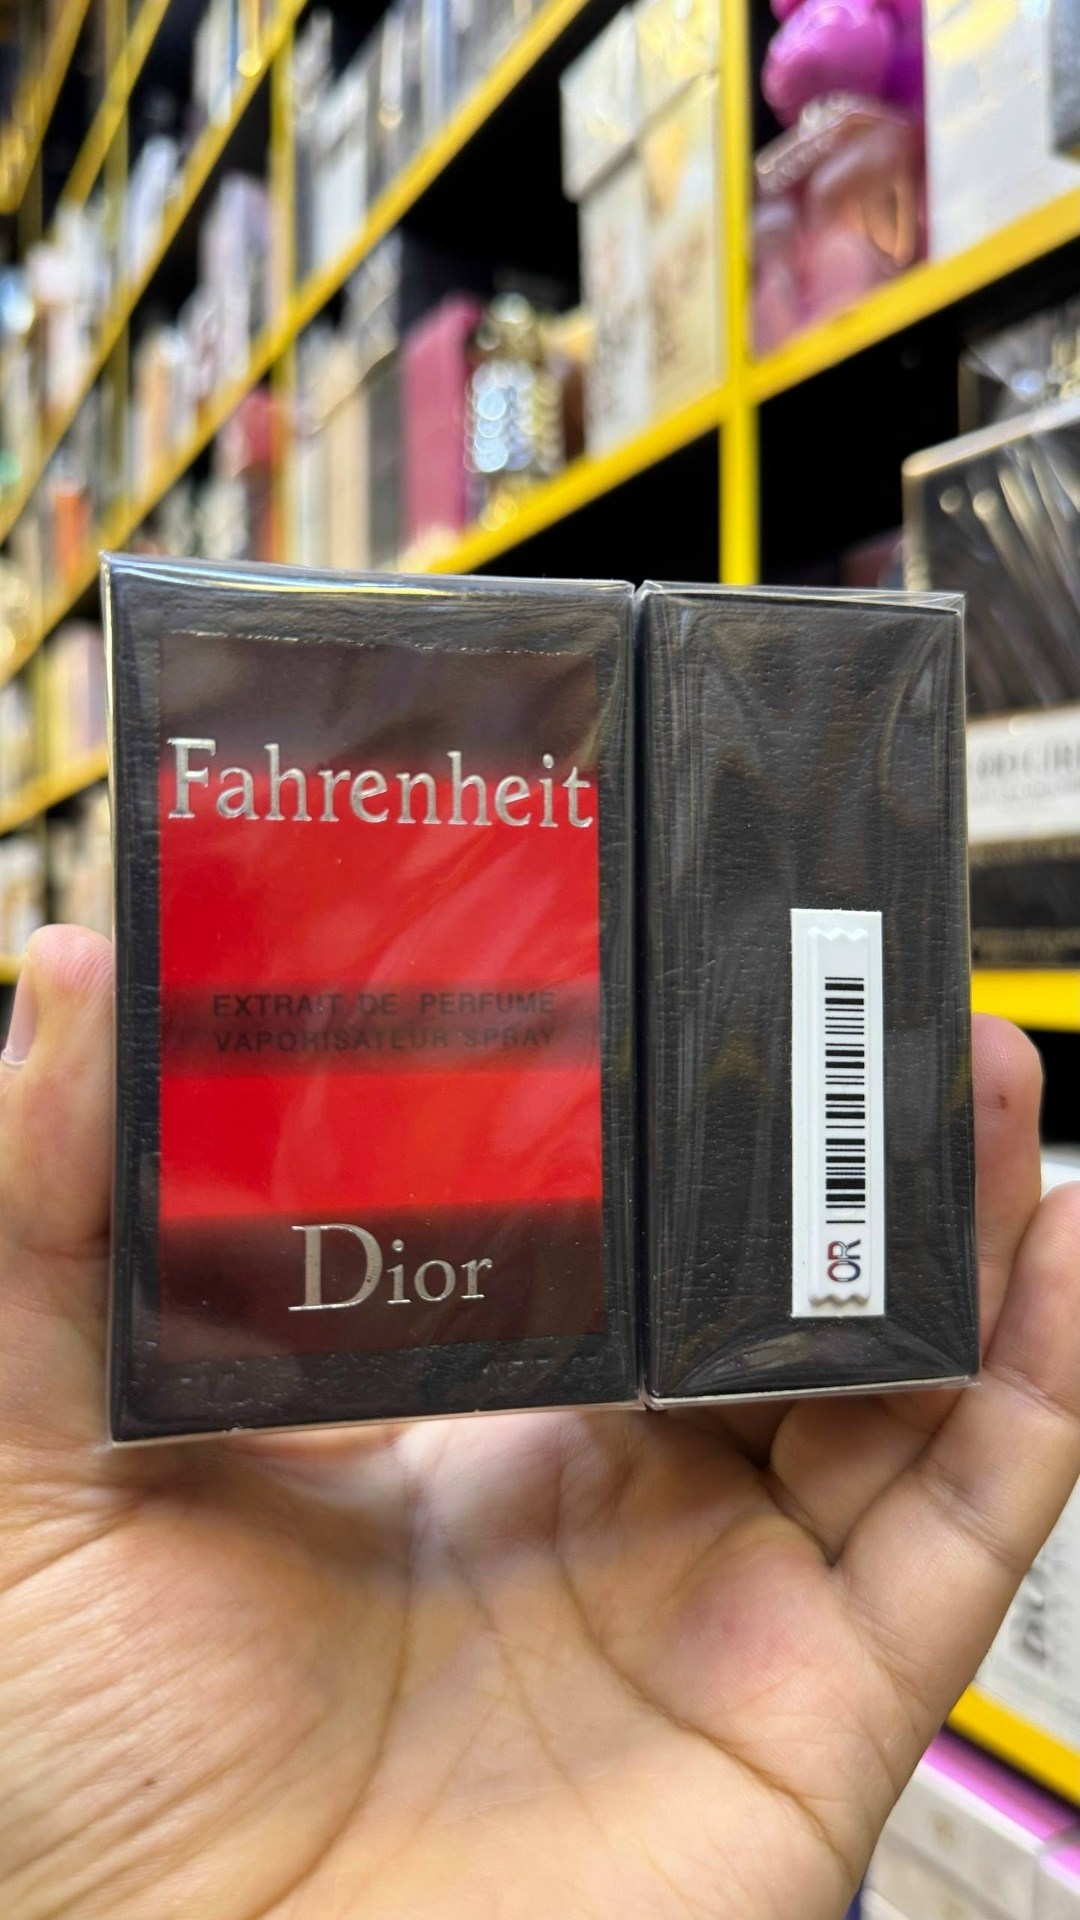 Fahrenheit
EXTRAIT DE PERFUME
VAPORISATEUR SPRAY
Dior
OR